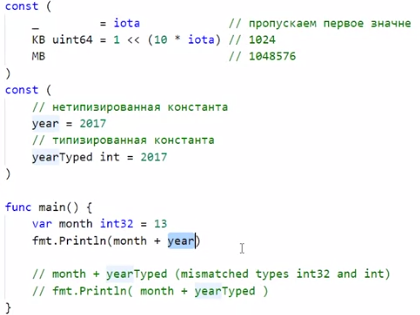 const (
_ = iota // пропускаем первое значне
KB uint64 = 1 << (10 * iota) // 1024
MB // 1048576
)
const (
// нетипизированная константа
year = 2017
// типизированная константа
yearTyped int = 2017
)
func main() {
var month int32 = 13
fmt.Println(month + year)
// month + yearTyped (mismatched types int32 and int)
// fmt.Println( month + yearTyped )
}